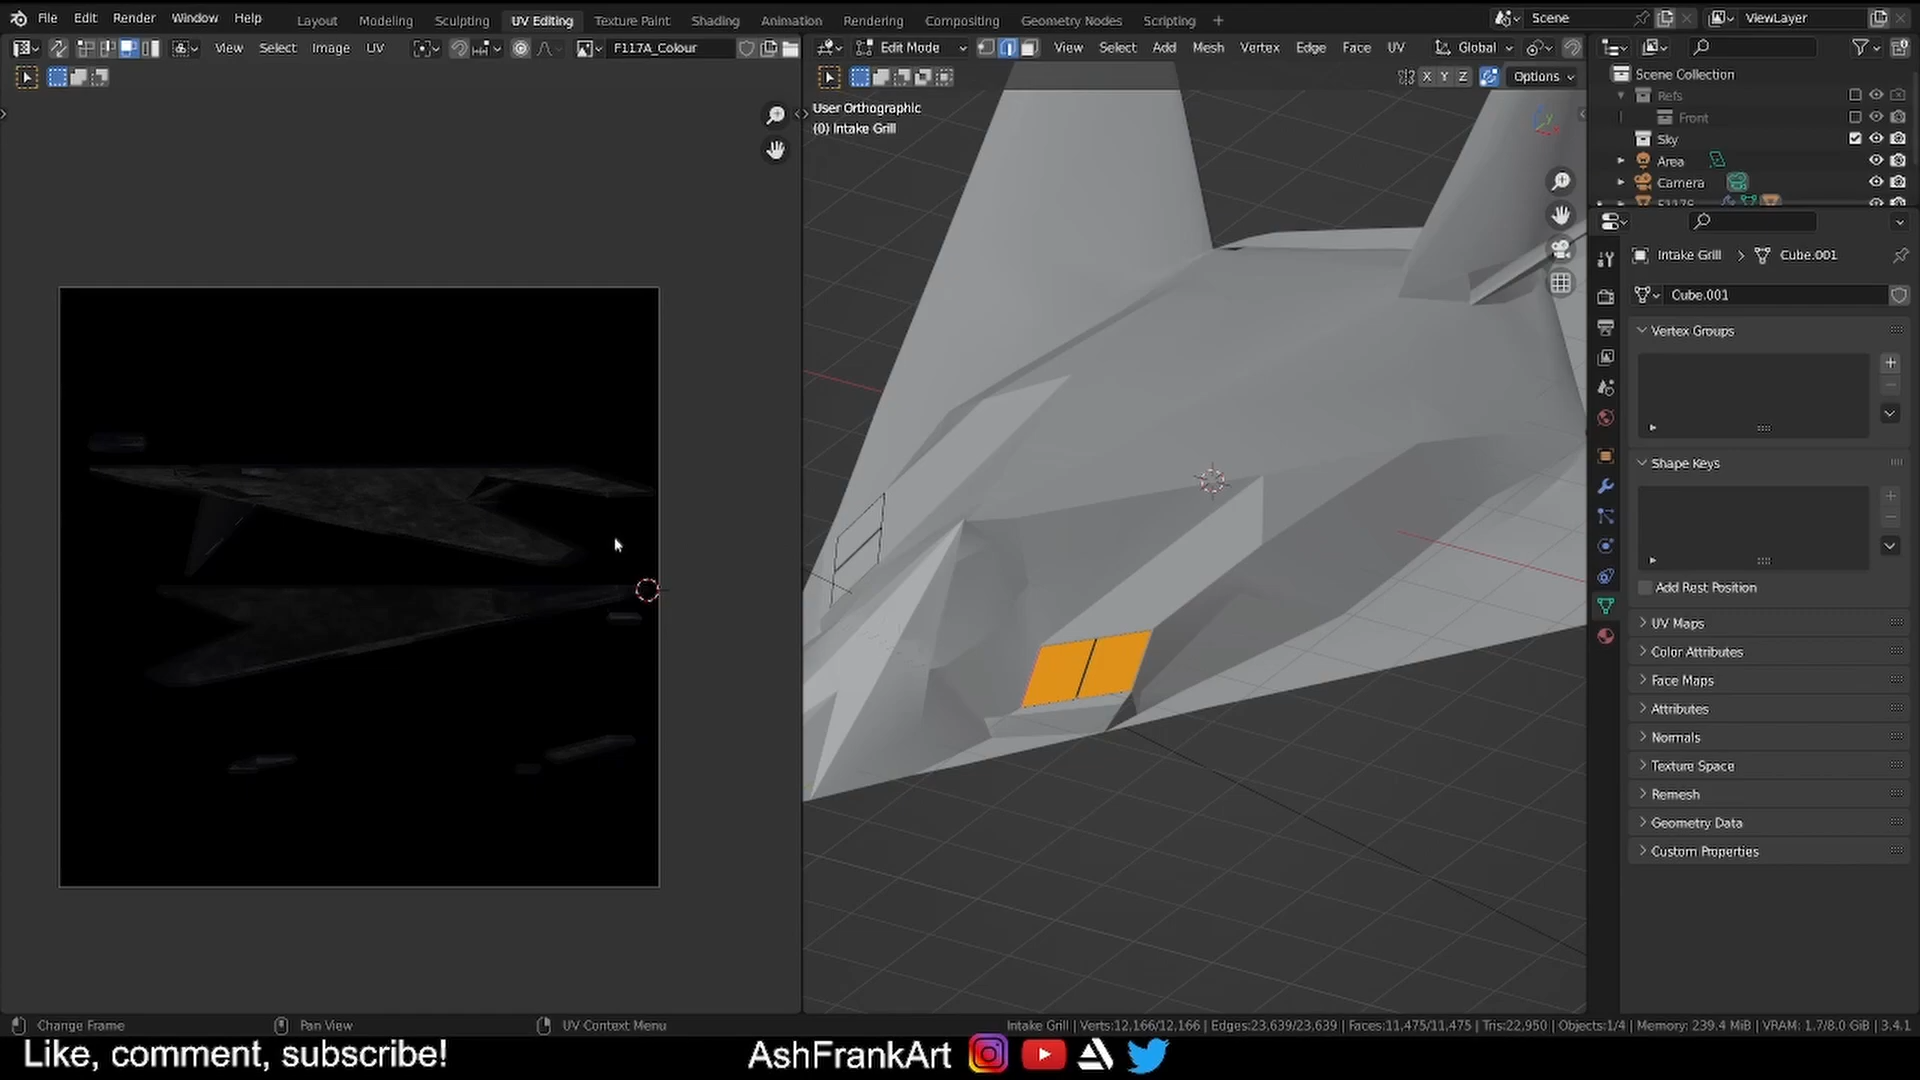 File Edit Render Window Help Layout Modeling Sculpting UV Editing Texture Paint Shading Animation Rendering Compositing Geometry Nodes Scripting + Scene ViewLayer
View Select Image UV F117A_Colour
Edit Mode View Select Add Mesh Vertex Edge Face UV Global
X Y Z Options
User Orthographic
(0) Intake Grill
Scene Collection
Refs
Front
Sky
Area
Camera
Intake Grill > Cube.001
Cube.001
Vertex Groups
Shape Keys
Add Rest Position
UV Maps
Color Attributes
Face Maps
Attributes
Normals
Texture Space
Remesh
Geometry Data
Custom Properties
Change Frame Pan View UV Context Menu Intake Grill | Verts:12,166/12,166 | Edges:23,639/23,639 | Faces:11,475/11,475 | Tris:22,950 | Objects:1/4 | Memory: 239.4 MiB | VRAM: 1.7/8.0 GiB | 3.4.1
Like, comment, subscribe! AshFrankArt